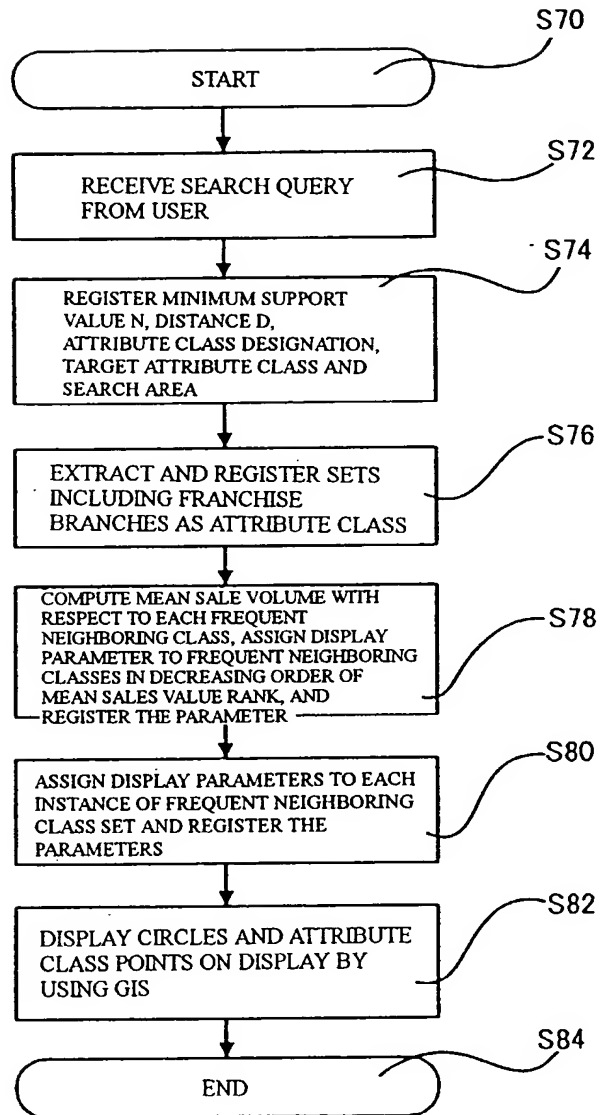 S70
START
S72
RECEIVE SEARCH QUERY
FROM USER
S74
REGISTER MINIMUM SUPPORT
VALUE N, DISTANCE D,
ATTRIBUTE CLASS DESIGNATION,
TARGET ATTRIBUTE CLASS AND
SEARCH AREA
S76
EXTRACT AND REGISTER SETS
INCLUDING FRANCHISE
BRANCHES AS ATTRIBUTE CLASS
S78
COMPUTE MEAN SALE VOLUME WITH
RESPECT TO EACH FREQUENT
NEIGHBORING CLASS, ASSIGN DISPLAY
PARAMETER TO FREQUENT NEIGHBORING
CLASSES IN DECREASING ORDER OF
MEAN SALES VALUE RANK, AND
REGISTER THE PARAMETER
S80
ASSIGN DISPLAY PARAMETERS TO EACH
INSTANCE OF FREQUENT NEIGHBORING
CLASS SET AND REGISTER THE
PARAMETERS
S82
DISPLAY CIRCLES AND ATTRIBUTE
CLASS POINTS ON DISPLAY BY
USING GIS
S84
END